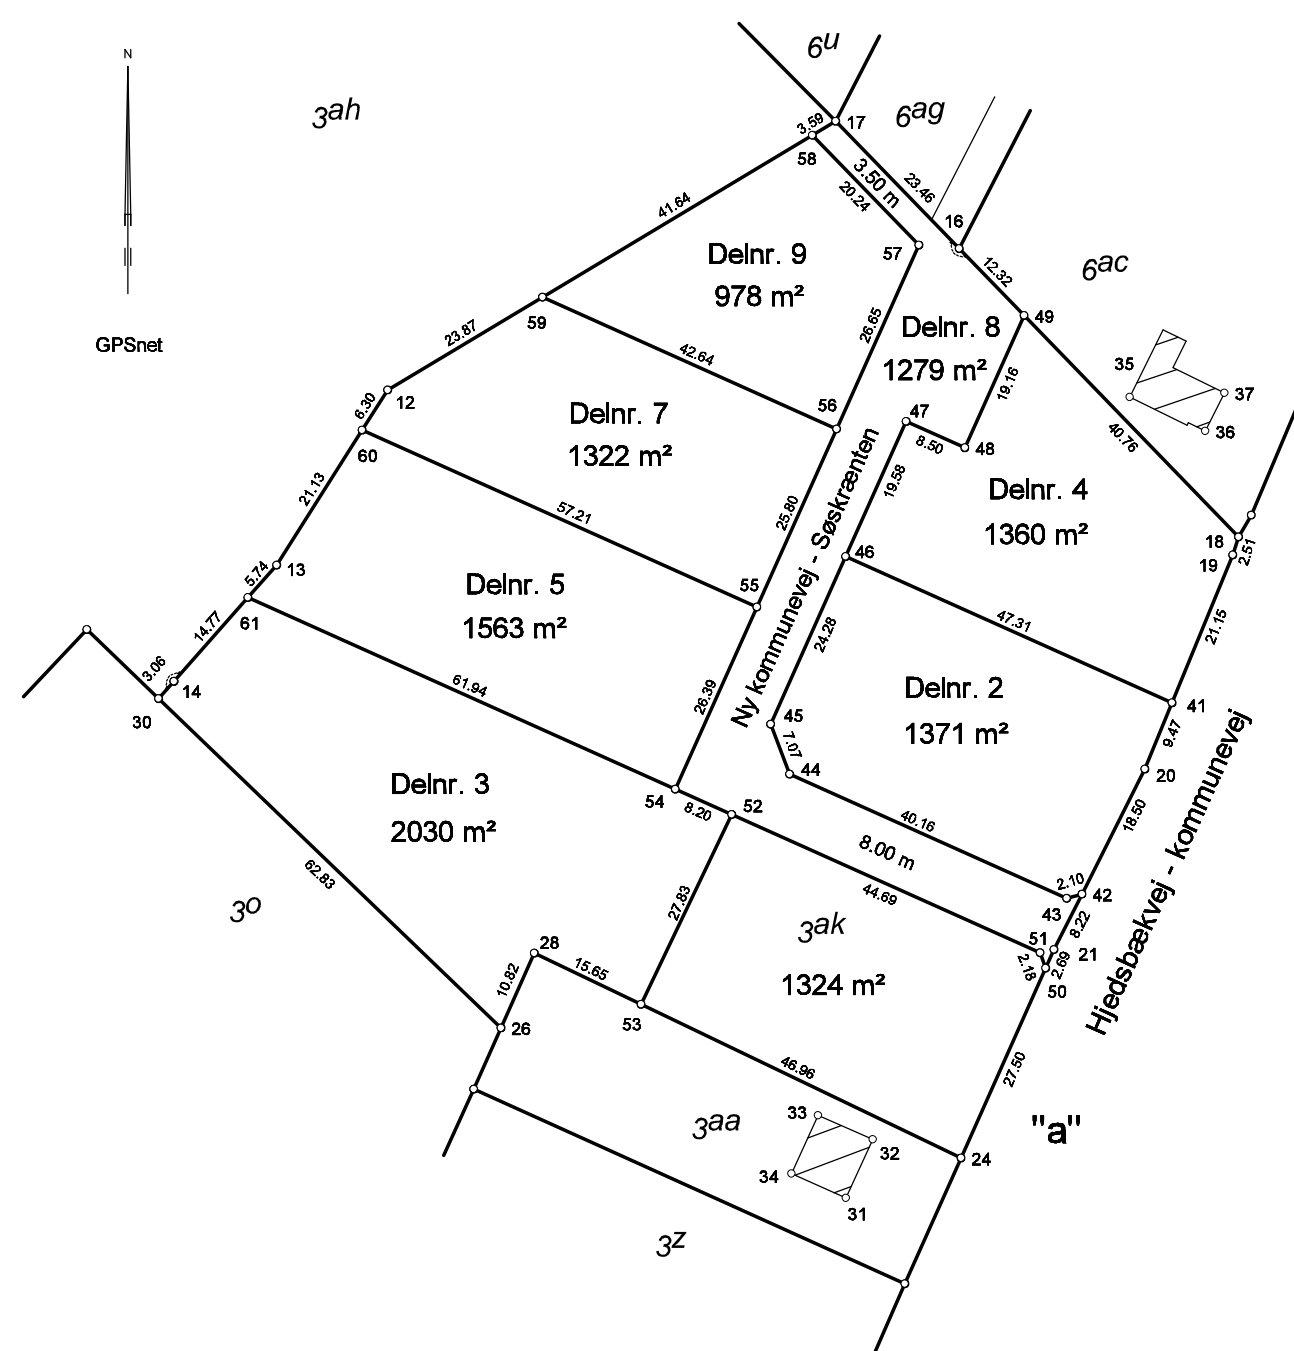 N
GPSnet
3ah
6u
6ag
6ac
17
3.59
58
3.50 m
23.46
20.24
16
41.64
57
12.32
Delnr. 9
978 m²
49
59
23.87
42.64
26.65
Delnr. 8
1279 m²
35
37
36
19.16
12
6.30
60
56
47
8.50
48
40.76
Delnr. 7
1322 m²
21.13
57.21
25.80
19.58
Ny kommunevej - Søskrænten
Delnr. 4
1360 m²
18
2.51
19
46
13
5.74
61
55
Delnr. 5
1563 m²
14.77
47.31
21.15
24.28
3.06
14
30
61.94
26.39
Delnr. 2
1371 m²
41
9.47
45
7.07
44
20
Delnr. 3
2030 m²
54
8.20
52
40.16
18.50
Hjedsbækvej - kommunevej
8.00 m
62.83
44.69
2.10
42
43
27.83
3o
3ak
1324 m²
51
8.22
21
2.18
2.69
50
28
10.82
15.65
26
53
46.96
27.50
3aa
33
32
34
31
"a"
24
3z